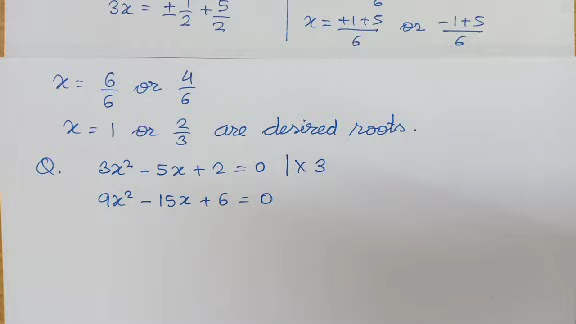 3x = ± 1/2 + 5/2
x = +1+5/6 or -1+5/6
x = 6/6 or 4/6
x = 1 or 2/3 are desired roots.
Q. 3x² - 5x + 2 = 0 | x 3
9x² - 15x + 6 = 0